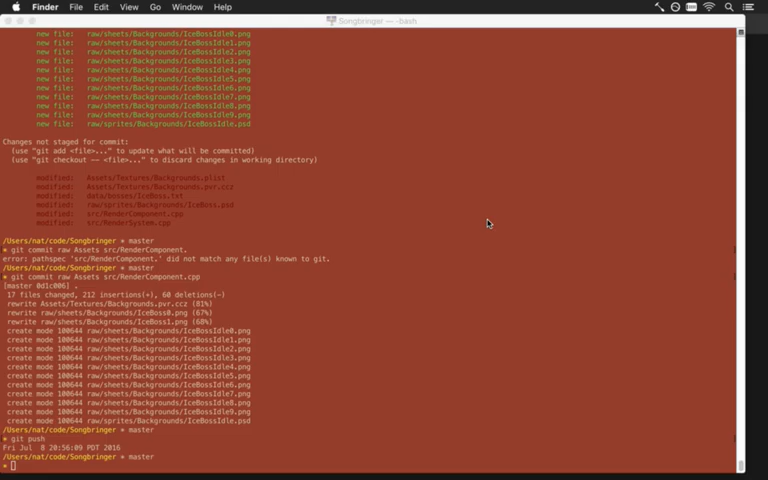 Finder File Edit View Go Window Help
Songbringer — -bash
new file: raw/sheets/Backgrounds/IceBossIdle0.png
new file: raw/sheets/Backgrounds/IceBossIdle1.png
new file: raw/sheets/Backgrounds/IceBossIdle2.png
new file: raw/sheets/Backgrounds/IceBossIdle3.png
new file: raw/sheets/Backgrounds/IceBossIdle4.png
new file: raw/sheets/Backgrounds/IceBossIdle5.png
new file: raw/sheets/Backgrounds/IceBossIdle6.png
new file: raw/sheets/Backgrounds/IceBossIdle7.png
new file: raw/sheets/Backgrounds/IceBossIdle8.png
new file: raw/sheets/Backgrounds/IceBossIdle9.png
new file: raw/sprites/Backgrounds/IceBossIdle.psd
Changes not staged for commit:
(use "git add <file>..." to update what will be committed)
(use "git checkout -- <file>..." to discard changes in working directory)
modified: Assets/Textures/Backgrounds.plist
modified: Assets/Textures/Backgrounds.pvr.ccz
modified: data/bosses/IceBoss.txt
modified: raw/sprites/Backgrounds/IceBoss.psd
modified: src/RenderComponent.cpp
modified: src/RenderSystem.cpp
/Users/nat/code/Songbringer * master
* git commit raw Assets src/RenderComponent.
error: pathspec 'src/RenderComponent.' did not match any file(s) known to git.
/Users/nat/code/Songbringer * master
* git commit raw Assets src/RenderComponent.cpp
[master 0d1c006] .
17 files changed, 212 insertions(+), 60 deletions(-)
rewrite Assets/Textures/Backgrounds.pvr.ccz (81%)
rewrite raw/sheets/Backgrounds/IceBoss0.png (67%)
rewrite raw/sheets/Backgrounds/IceBoss1.png (68%)
create mode 100644 raw/sheets/Backgrounds/IceBossIdle0.png
create mode 100644 raw/sheets/Backgrounds/IceBossIdle1.png
create mode 100644 raw/sheets/Backgrounds/IceBossIdle2.png
create mode 100644 raw/sheets/Backgrounds/IceBossIdle3.png
create mode 100644 raw/sheets/Backgrounds/IceBossIdle4.png
create mode 100644 raw/sheets/Backgrounds/IceBossIdle5.png
create mode 100644 raw/sheets/Backgrounds/IceBossIdle6.png
create mode 100644 raw/sheets/Backgrounds/IceBossIdle7.png
create mode 100644 raw/sheets/Backgrounds/IceBossIdle8.png
create mode 100644 raw/sheets/Backgrounds/IceBossIdle9.png
create mode 100644 raw/sprites/Backgrounds/IceBossIdle.psd
/Users/nat/code/Songbringer * master
* git push
Fri Jul  8 20:56:09 PDT 2016
/Users/nat/code/Songbringer * master
*